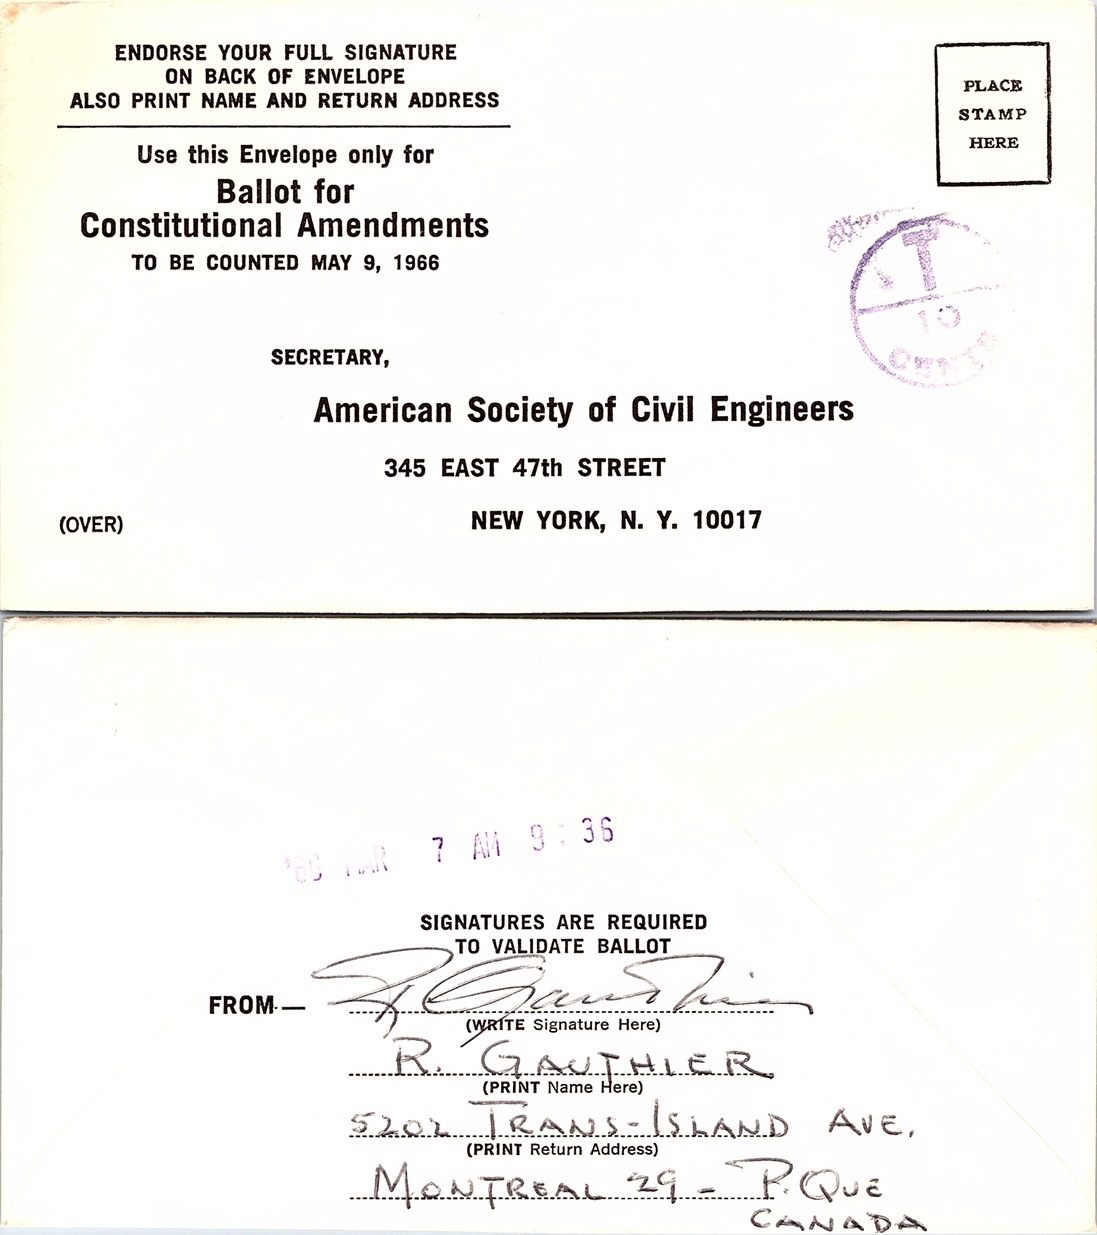 ENDORSE YOUR FULL SIGNATURE
ON BACK OF ENVELOPE
ALSO PRINT NAME AND RETURN ADDRESS
Use this Envelope only for
Ballot for
Constitutional Amendments
TO BE COUNTED MAY 9, 1966
PLACE
STAMP
HERE
T
10
CENTS
SECRETARY,
American Society of Civil Engineers
345 EAST 47th STREET
NEW YORK, N. Y. 10017
(OVER)
MAR 7 AM 9:36
SIGNATURES ARE REQUIRED
TO VALIDATE BALLOT
FROM— R Gauthier
(WRITE Signature Here)
R. GAUTHIER
(PRINT Name Here)
5202 TRANS-ISLAND AVE.
(PRINT Return Address)
MONTREAL 29 - P. QUE
CANADA